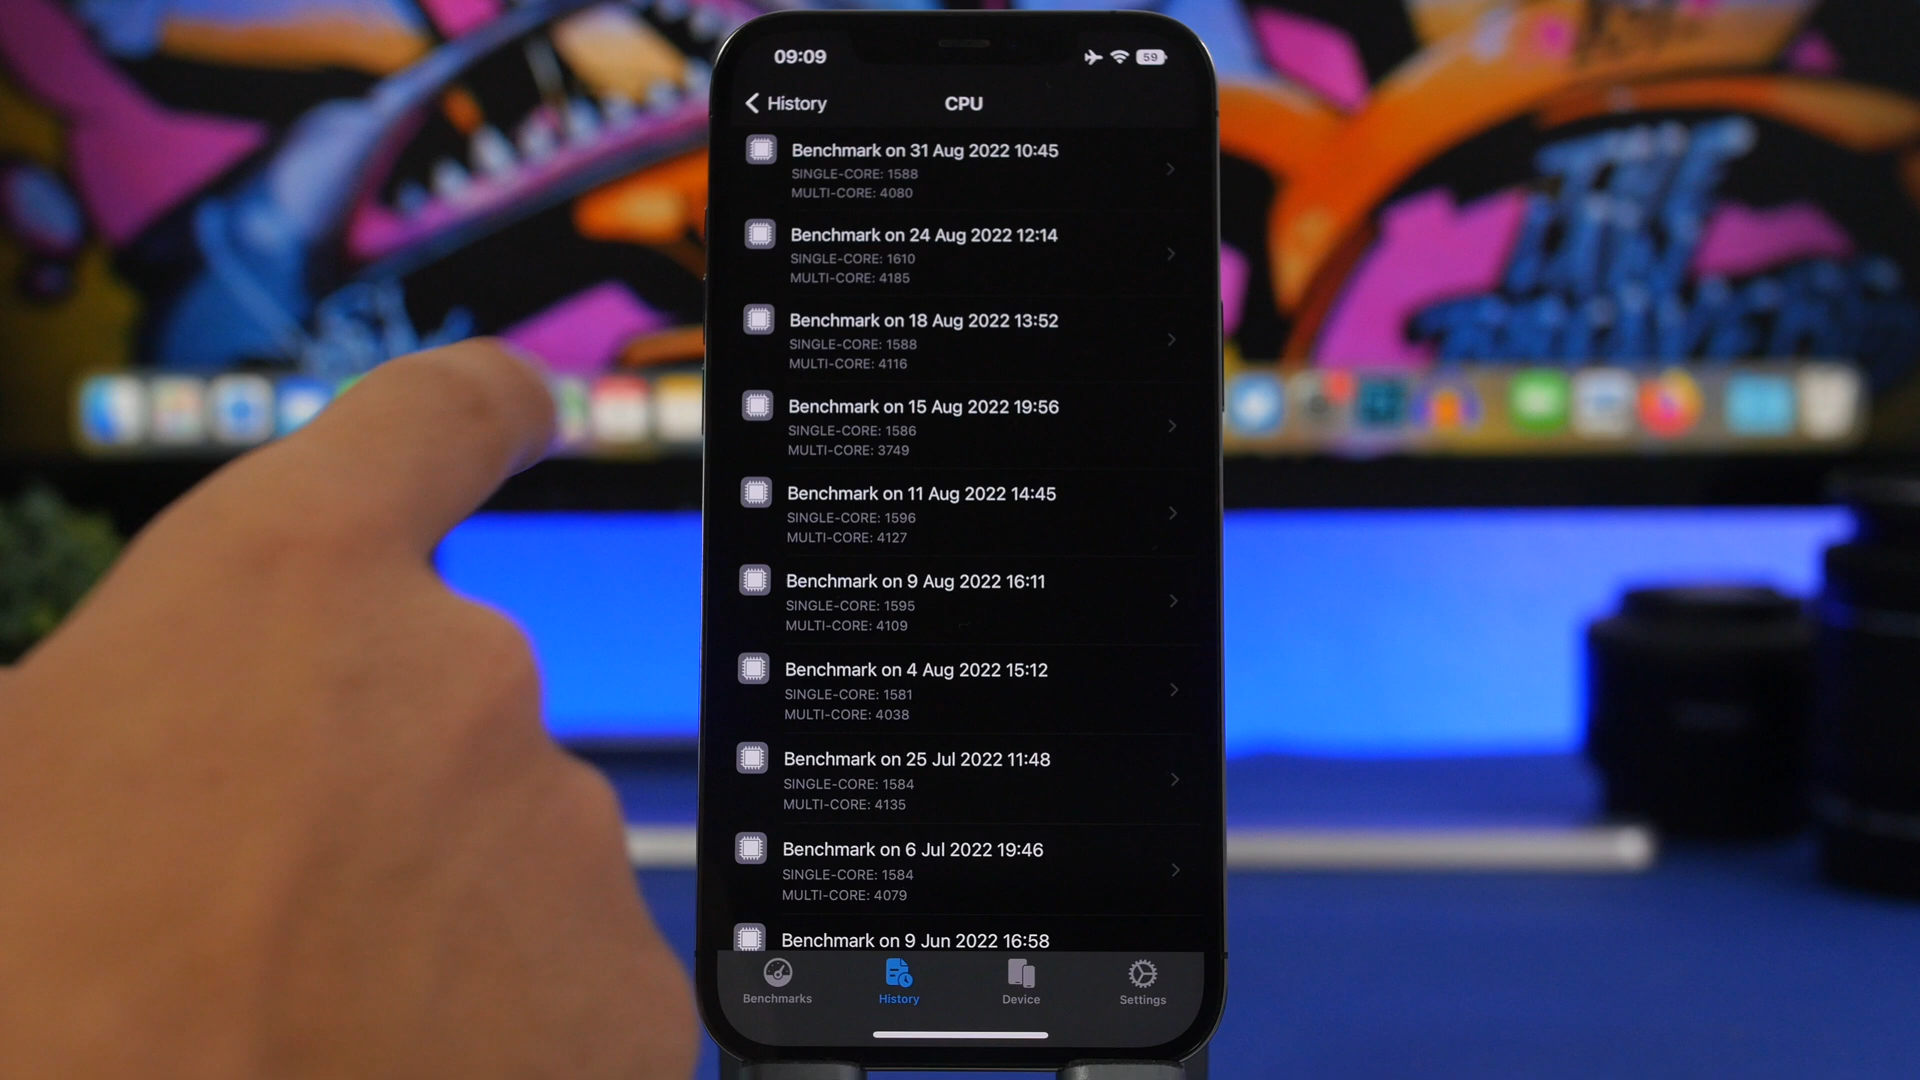 09:09
59
History
CPU
Benchmark on 31 Aug 2022 10:45
SINGLE-CORE: 1588
MULTI-CORE: 4080
Benchmark on 24 Aug 2022 12:14
SINGLE-CORE: 1610
MULTI-CORE: 4185
Benchmark on 18 Aug 2022 13:52
SINGLE-CORE: 1588
MULTI-CORE: 4116
Benchmark on 15 Aug 2022 19:56
SINGLE-CORE: 1586
MULTI-CORE: 3749
Benchmark on 11 Aug 2022 14:45
SINGLE-CORE: 1596
MULTI-CORE: 4127
Benchmark on 9 Aug 2022 16:11
SINGLE-CORE: 1595
MULTI-CORE: 4109
Benchmark on 4 Aug 2022 15:12
SINGLE-CORE: 1581
MULTI-CORE: 4038
Benchmark on 25 Jul 2022 11:48
SINGLE-CORE: 1584
MULTI-CORE: 4135
Benchmark on 6 Jul 2022 19:46
SINGLE-CORE: 1584
MULTI-CORE: 4079
Benchmark on 9 Jun 2022 16:58
Benchmarks
History
Device
Settings
THE